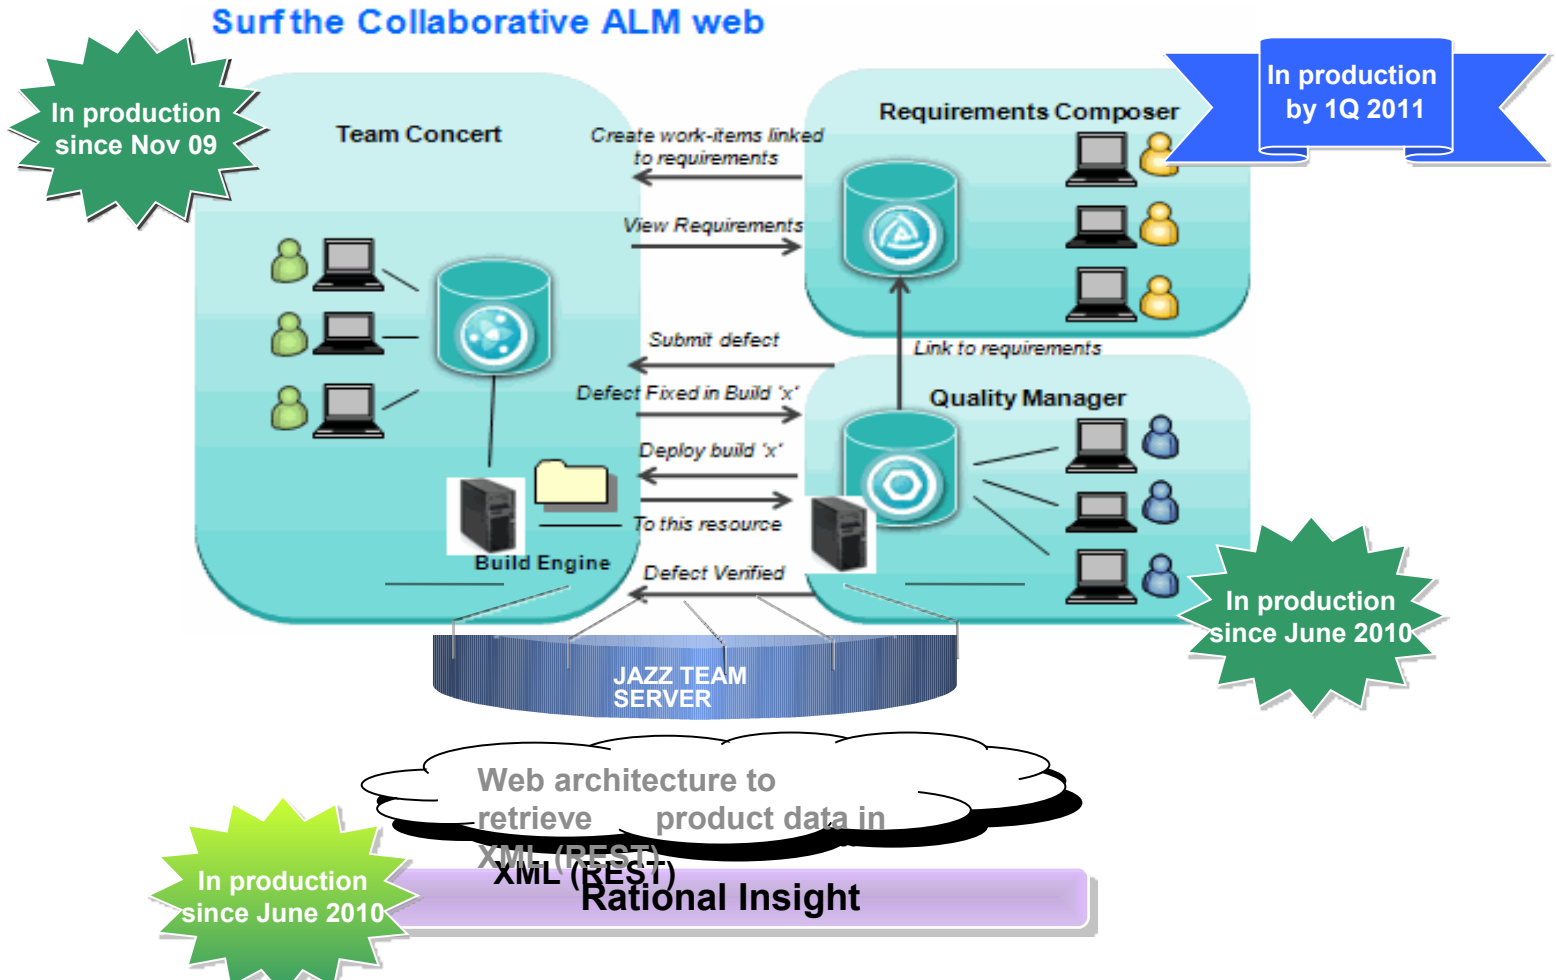 Surf the Collaborative ALM web
In production
since Nov 09
Team Concert
Create work-items linked
to requirements
View Requirements
Requirements Composer
In production
by 1Q 2011
Submit defect
Link to requirements
Defect Fixed in Build 'x'
Quality Manager
Deploy build 'x'
To this resource
Build Engine
Defect Verified
In production
since June 2010
JAZZ TEAM
SERVER
Web architecture to
retrieve product data in
XML (REST)
XML (REST)
Rational Insight
In production
since June 2010